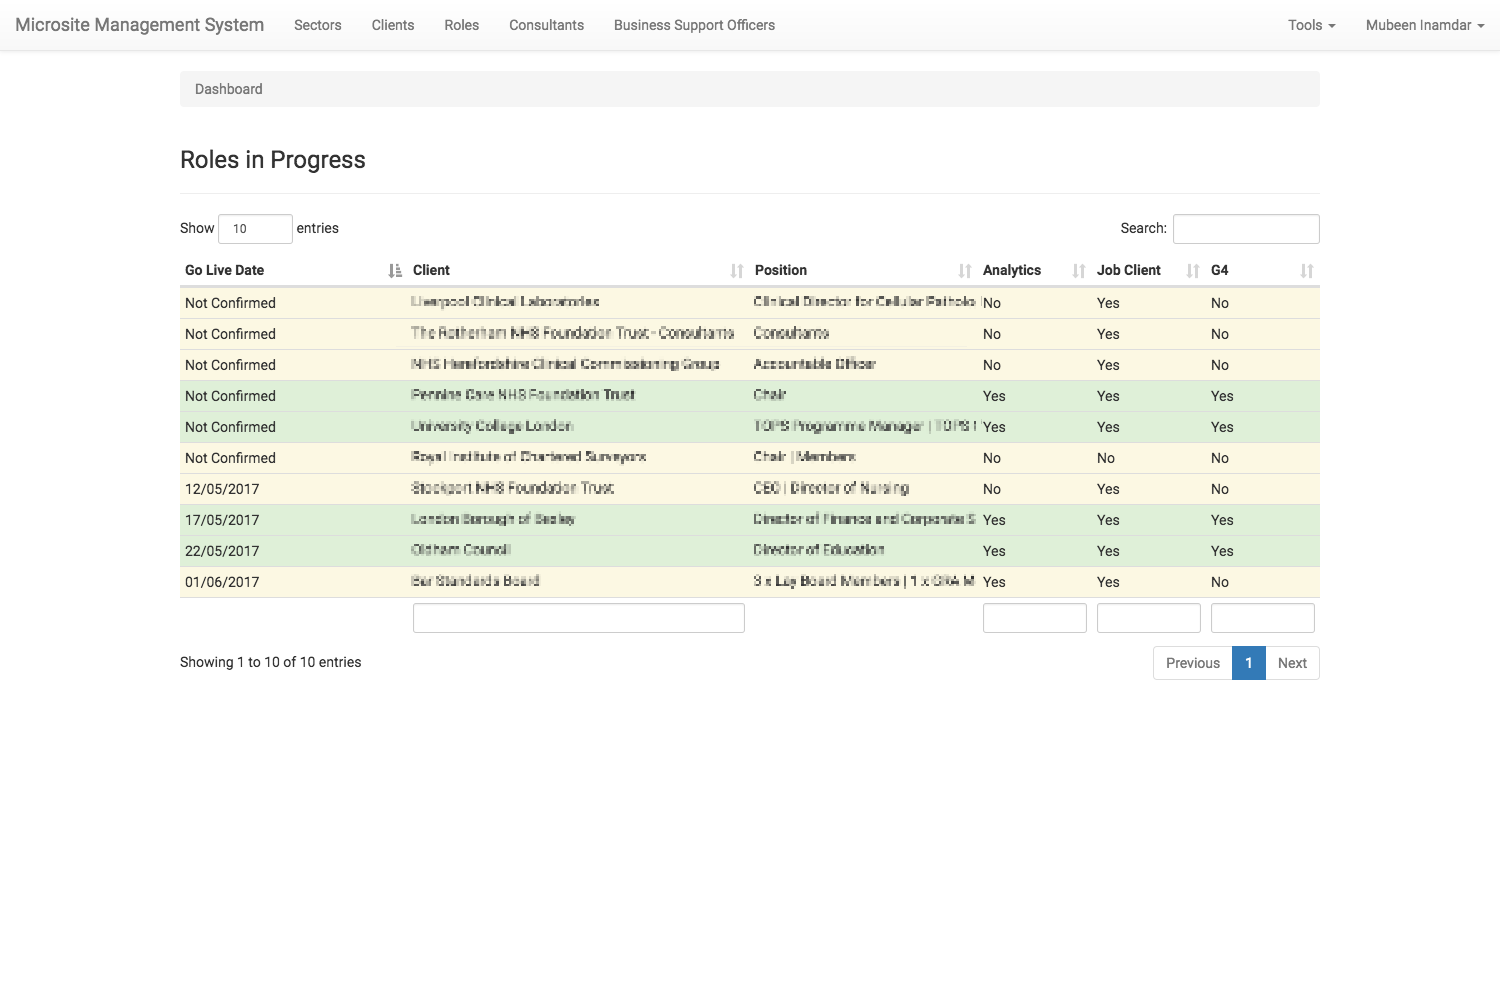 Microsite Management System Sectors Clients Roles Consultants Business Support Officers Tools Mubeen Inamdar
Dashboard
Roles in Progress
Show 10 entries Search:
Go Live Date Client Position Analytics Job Client G4
Not Confirmed Liverpool Clinical Laboratories Clinical Director for Cellular No Yes No
Not Confirmed The Rotherham NHS Foundation Trust - Consultants Consultants No Yes No
Not Confirmed NHS Herefordshire Clinical Commissioning Group Accountable Officer No Yes No
Not Confirmed Pennine Care NHS Foundation Trust Chair Yes Yes Yes
Not Confirmed University College London TOPS Programme Manager | TOPS Yes Yes Yes
Not Confirmed Royal Institute of Chartered Surveyors Chair | Members No No No
12/05/2017 Stockport NHS Foundation Trust CEO | Director of Nursing No Yes No
17/05/2017 London Borough of Director of Finance and Corporate S Yes Yes Yes
22/05/2017 Oldham Council Director of Education Yes Yes Yes
01/06/2017 Bar Standards Board 3 x Lay Board Members | 1 x Yes Yes No
Showing 1 to 10 of 10 entries Previous 1 Next